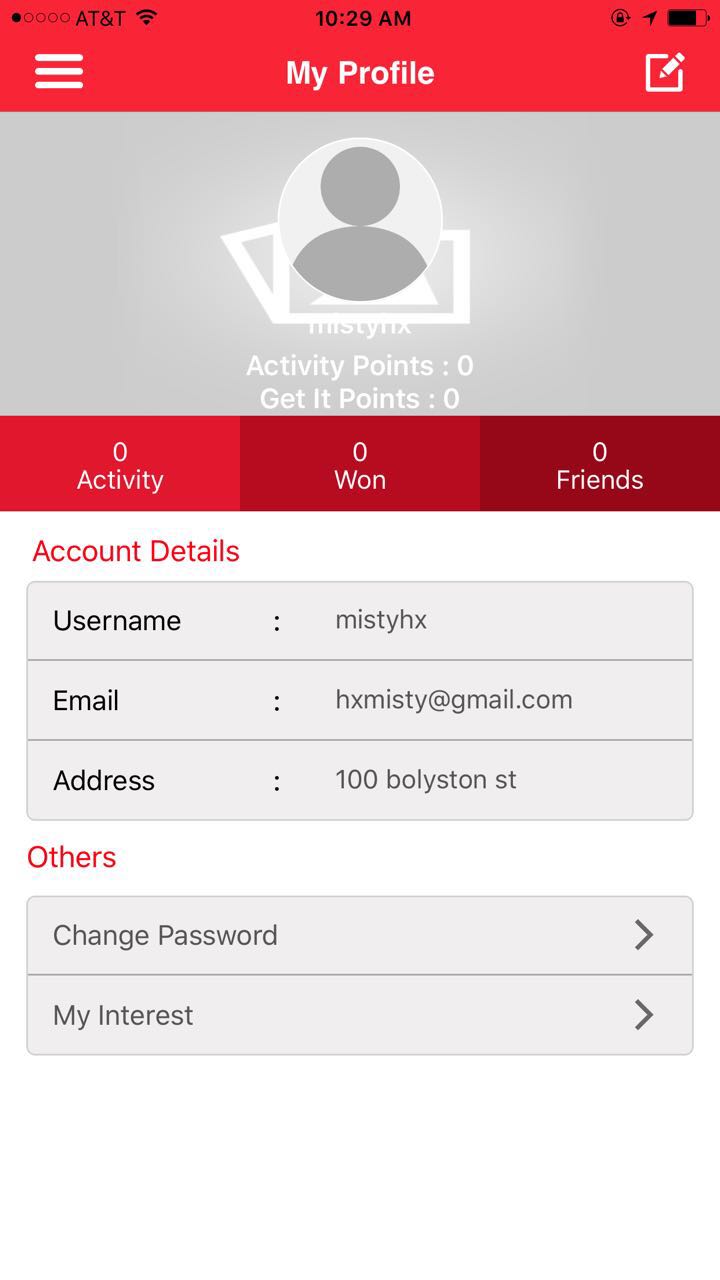 AT&T 10:29 AM
My Profile
mistyhx
Activity Points : 0
Get It Points : 0
0 0 0
Activity Won Friends
Account Details
Username : mistyhx
Email : hxmisty@gmail.com
Address : 100 bolyston st
Others
Change Password
My Interest